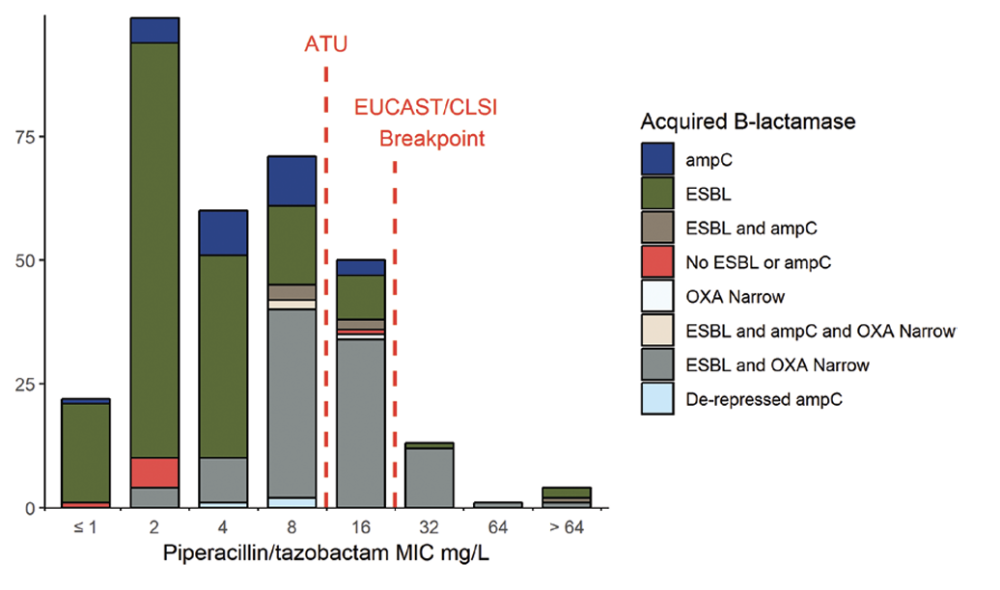 ATU
EUCAST/CLSI
Breakpoint
75
50
25
0
≤ 1
2
4
8
16
32
64
> 64
Piperacillin/tazobactam MIC mg/L
Acquired B-lactamase
ampC
ESBL
ESBL and ampC
No ESBL or ampC
OXA Narrow
ESBL and ampC and OXA Narrow
ESBL and OXA Narrow
De-repressed ampC